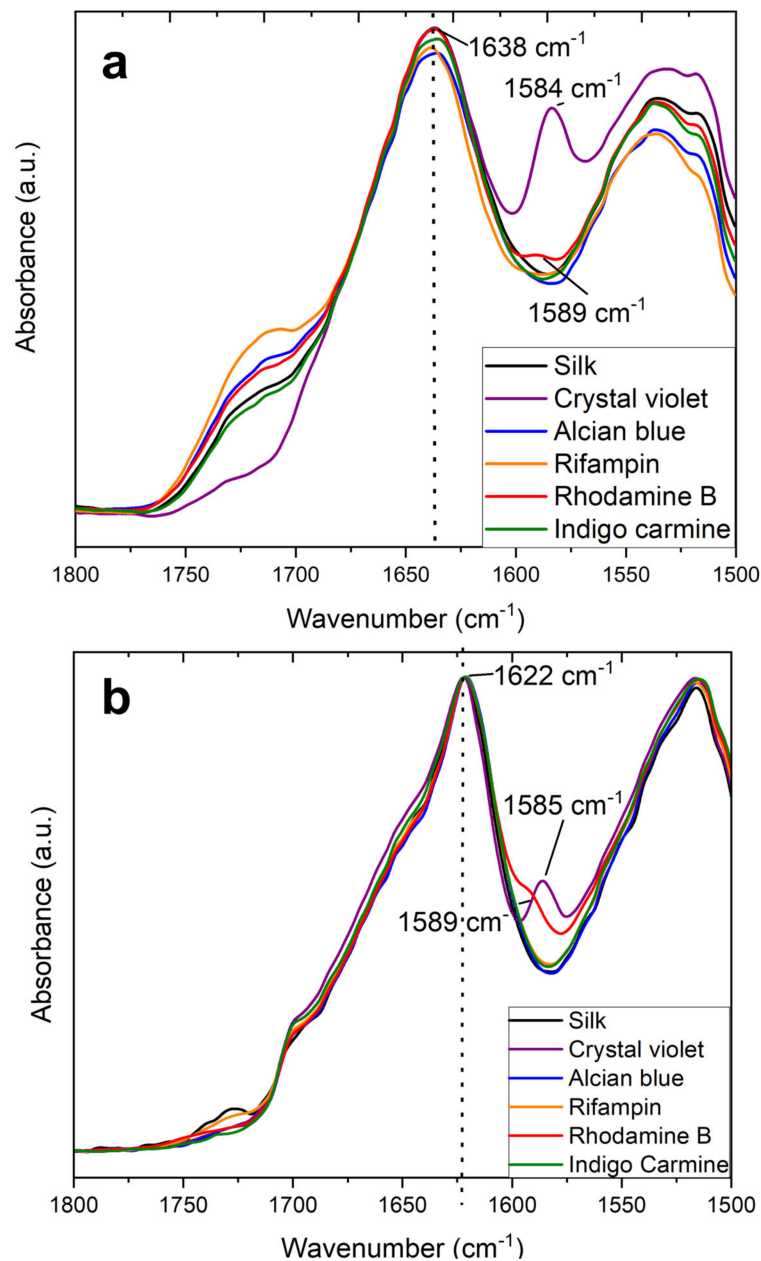 a
1638 cm-1
1584 cm-1
1589 cm-1
Absorbance (a.u.)
Silk
Crystal violet
Alcian blue
Rifampin
Rhodamine B
Indigo carmine
1800 1750 1700 1650 1600 1550 1500
Wavenumber (cm-1)
b
1622 cm-1
1585 cm-1
1589 cm-1
Absorbance (a.u.)
Silk
Crystal violet
Alcian blue
Rifampin
Rhodamine B
Indigo Carmine
1800 1750 1700 1650 1600 1550 1500
Wavenumber (cm-1)